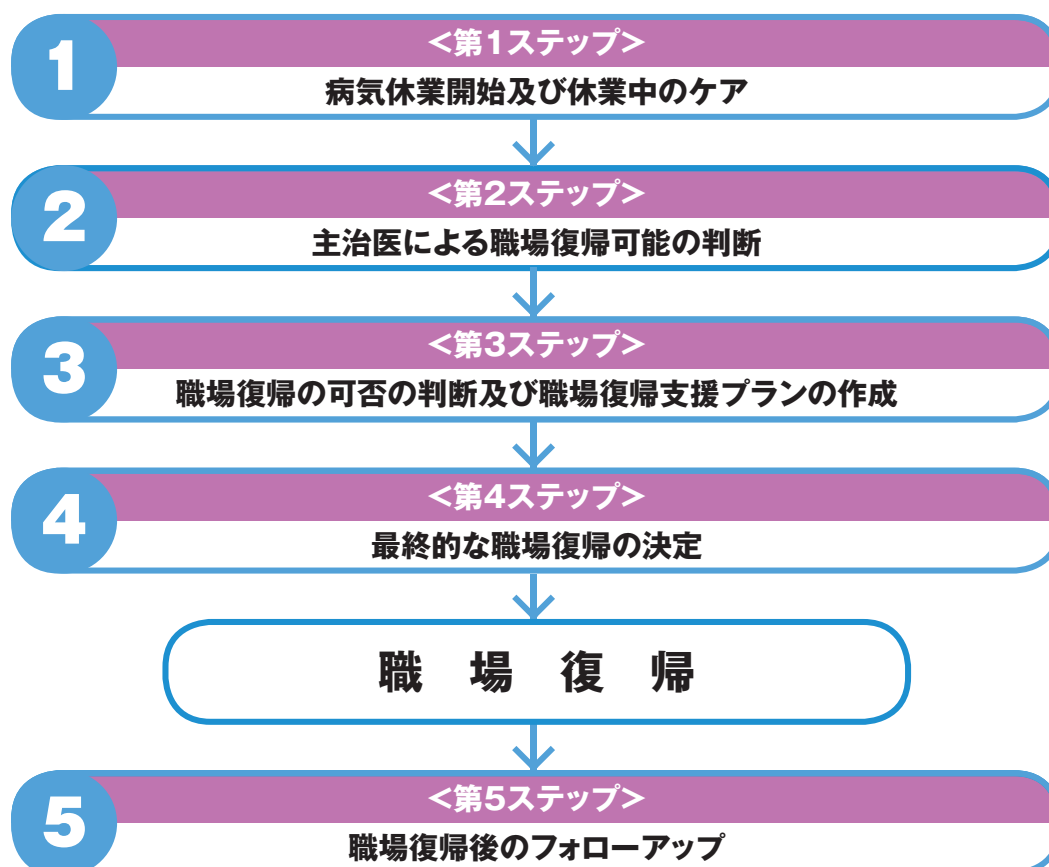 1
<第1ステップ>
病気休業開始及び休業中のケア
2
<第2ステップ>
主治医による職場復帰可能の判断
3
<第3ステップ>
職場復帰の可否の判断及び職場復帰支援プランの作成
4
<第4ステップ>
最終的な職場復帰の決定
職場復帰
5
<第5ステップ>
職場復帰後のフォローアップ